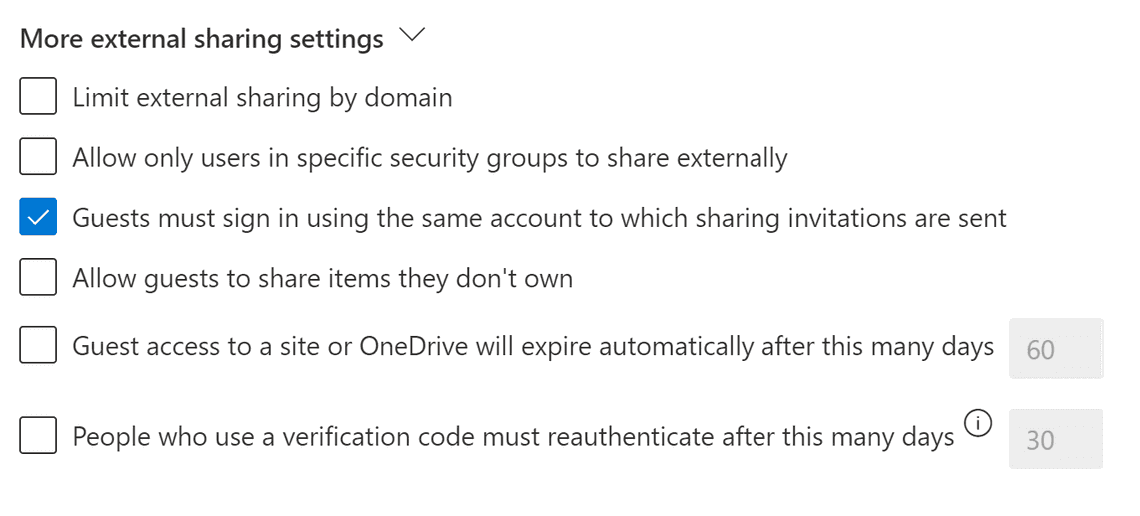 More external sharing settings
Limit external sharing by domain
Allow only users in specific security groups to share externally
Guests must sign in using the same account to which sharing invitations are sent
Allow guests to share items they don't own
Guest access to a site or OneDrive will expire automatically after this many days 60
People who use a verification code must reauthenticate after this many days i 30